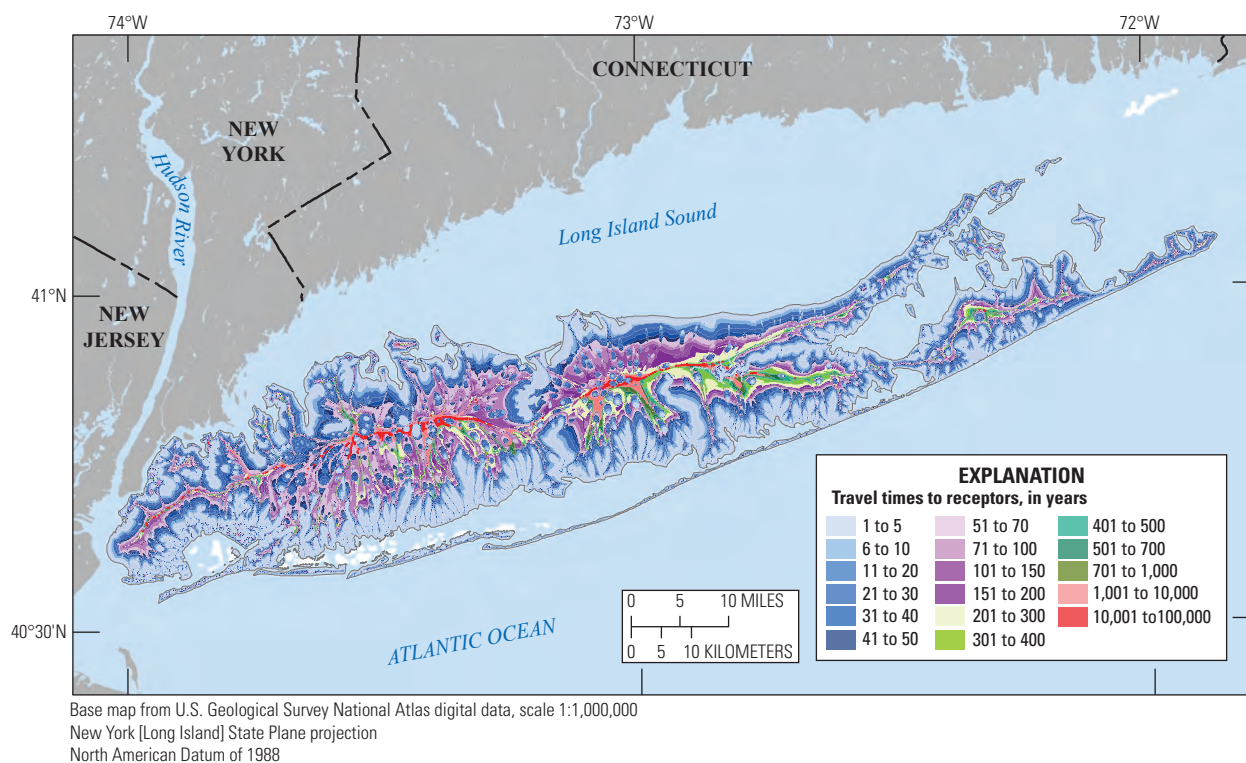 74°W 73°W 72°W
CONNECTICUT
NEW
YORK
Hudson River
Long Island Sound
41°N
NEW
JERSEY
EXPLANATION
Travel times to receptors, in years
1 to 5 51 to 70 401 to 500
6 to 10 71 to 100 501 to 700
11 to 20 101 to 150 701 to 1,000
21 to 30 151 to 200 1,001 to 10,000
31 to 40 201 to 300 10,001 to100,000
41 to 50 301 to 400
0 5 10 MILES
0 5 10 KILOMETERS
40°30'N
ATLANTIC OCEAN
Base map from U.S. Geological Survey National Atlas digital data, scale 1:1,000,000
New York [Long Island] State Plane projection
North American Datum of 1988